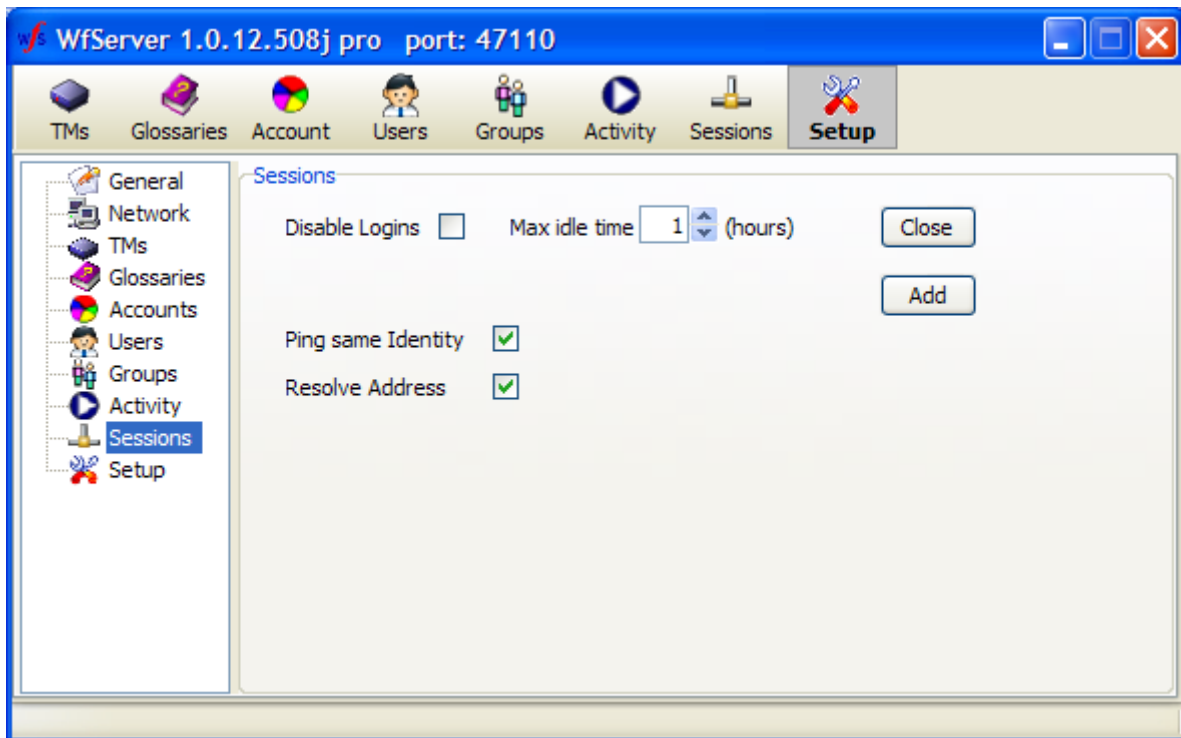 wfs WfServer 1.0.12.508j pro port: 47110
TMs Glossaries Account Users Groups Activity Sessions Setup
General
Network
TMs
Glossaries
Accounts
Users
Groups
Activity
Sessions
Setup
Sessions
Disable Logins Max idle time 1 (hours) Close
Add
Ping same Identity
Resolve Address